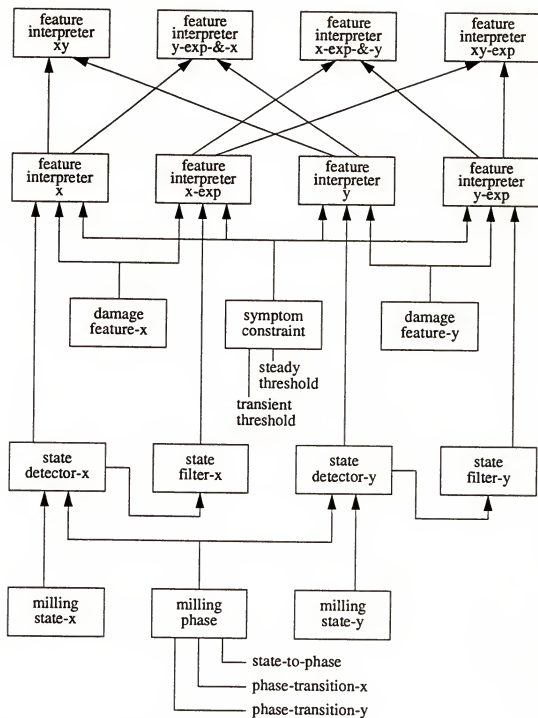 feature
interpreter
xy
feature
interpreter
y-exp-&-x
feature
interpreter
x-exp-&-y
feature
interpreter
xy-exp
feature
interpreter
x
feature
interpreter
x-exp
feature
interpreter
y
feature
interpreter
y-exp
damage
feature-x
symptom
constraint
damage
feature-y
steady
threshold
transient
threshold
state
detector-x
state
filter-x
state
detector-y
state
filter-y
milling
state-x
milling
phase
milling
state-y
state-to-phase
phase-transition-x
phase-transition-y